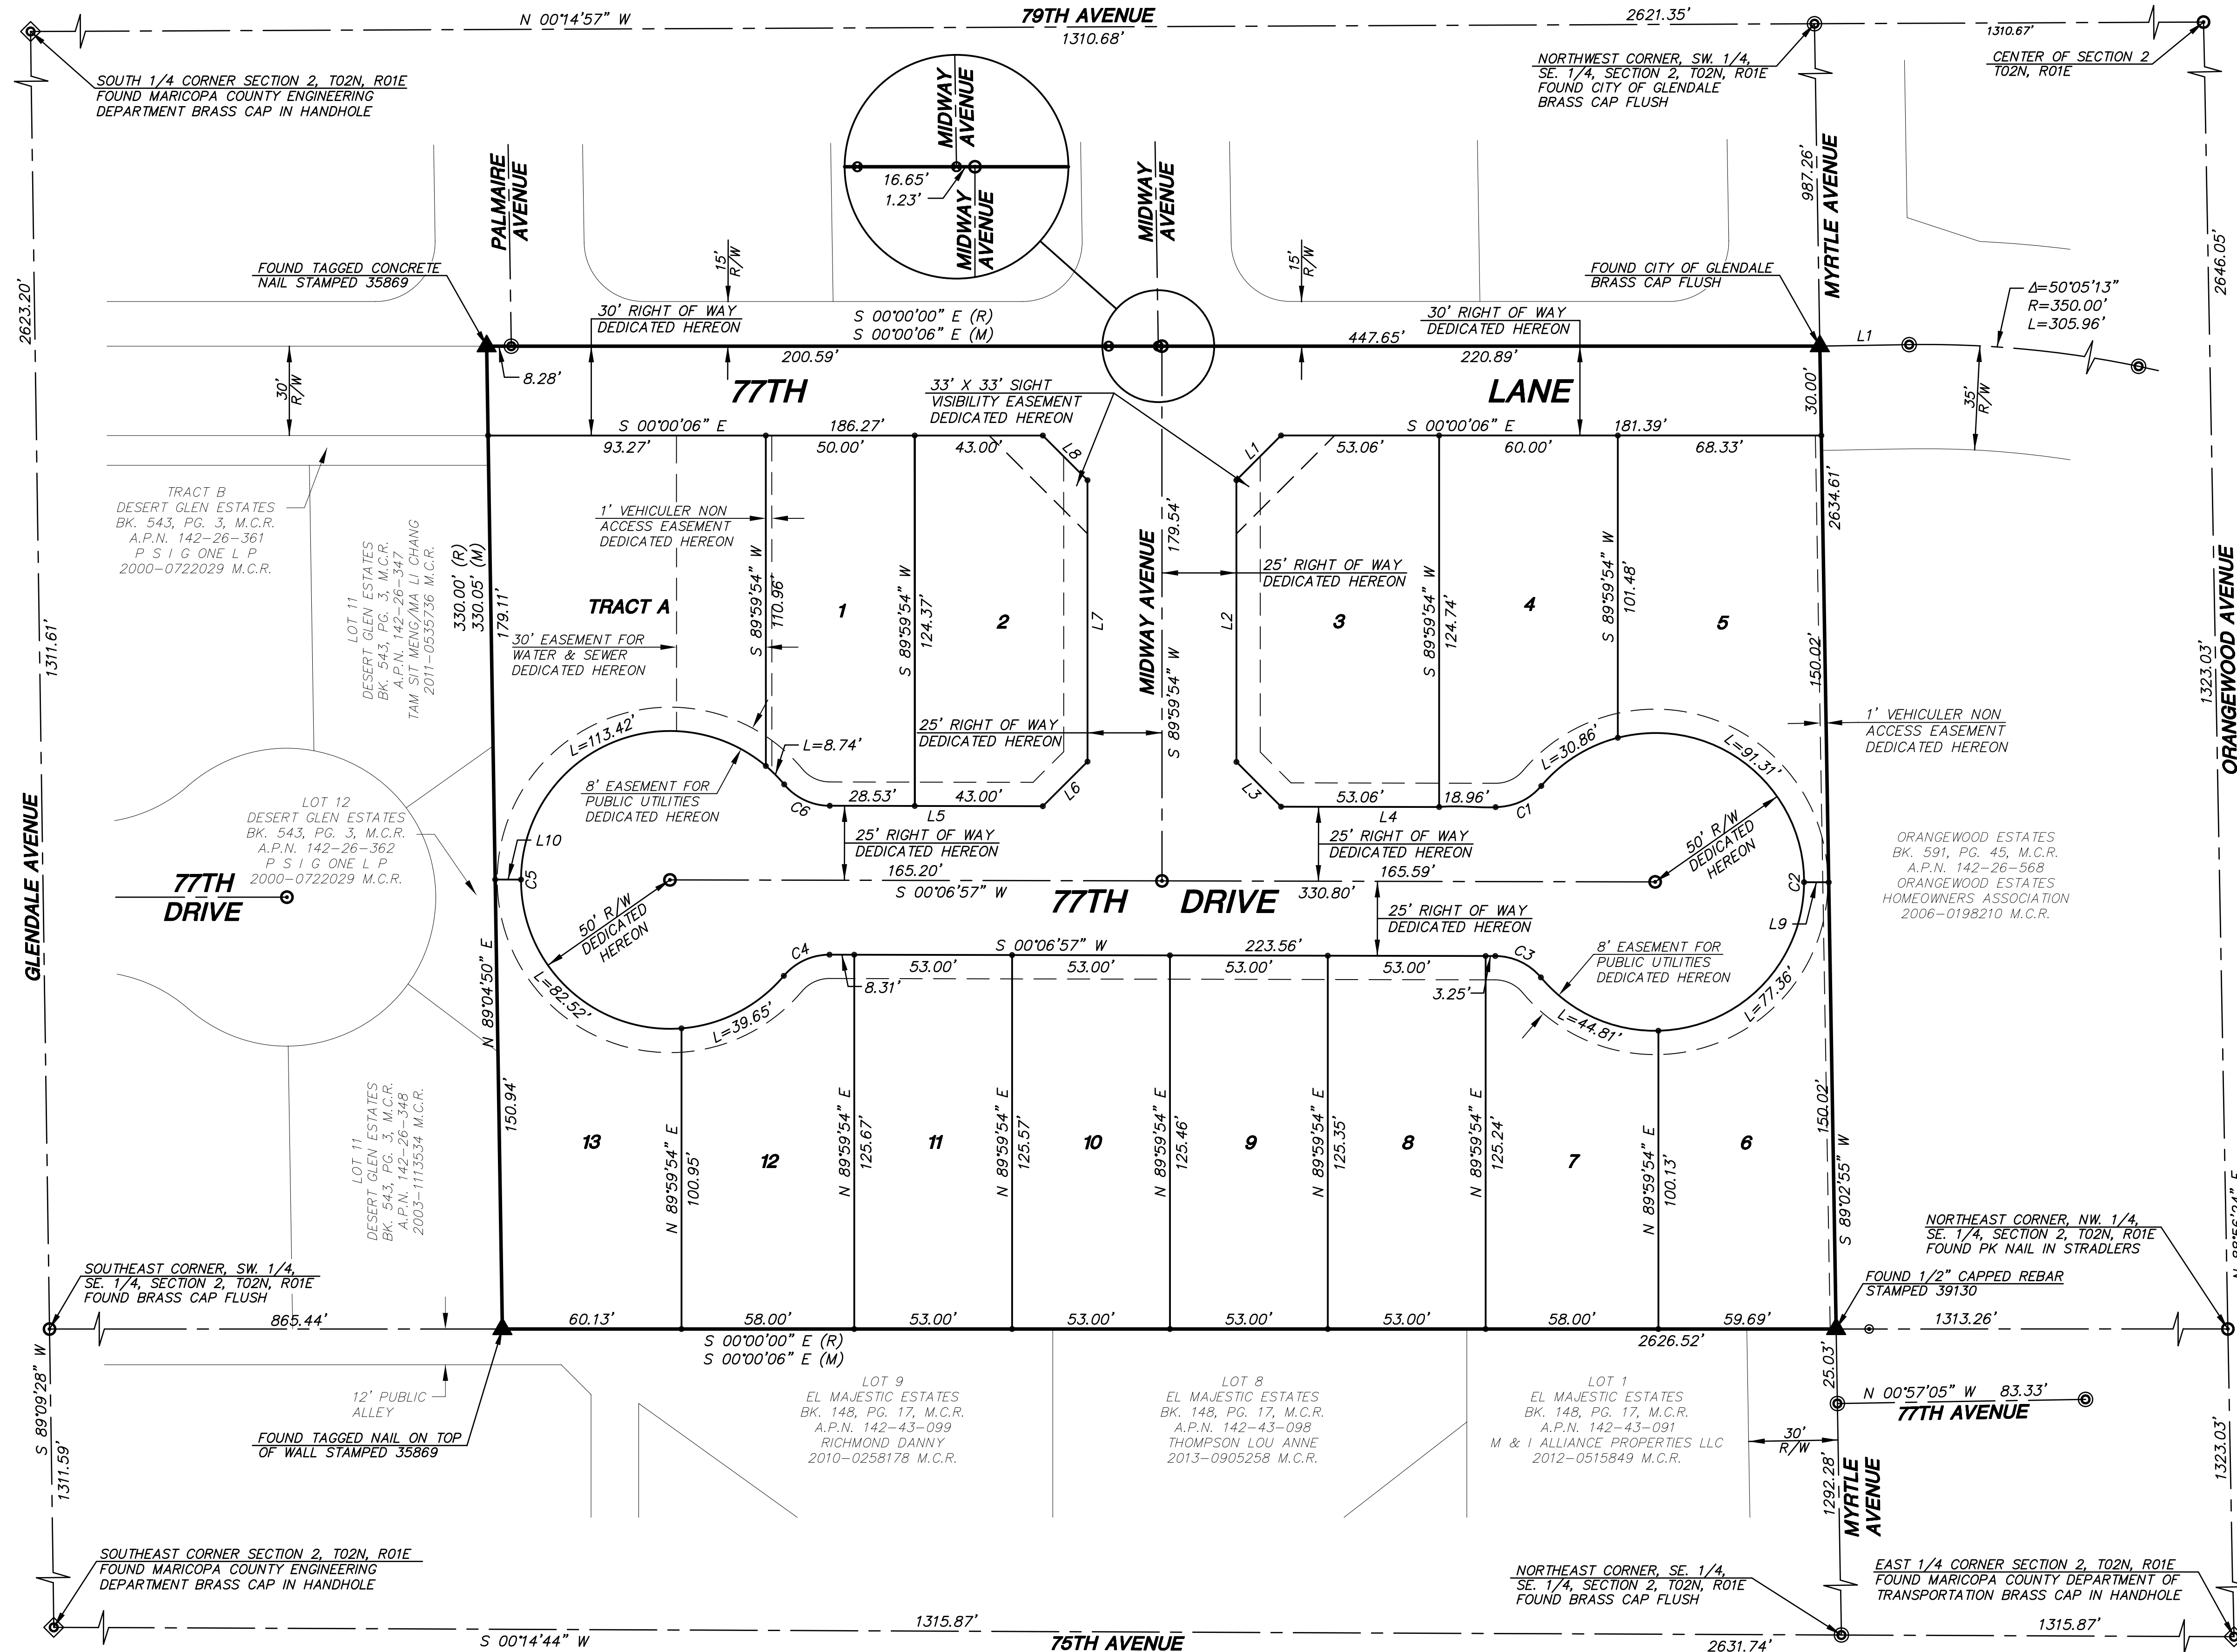 N 00°14'57" W
79TH AVENUE
1310.68'
2621.35'
1310.67'
SOUTH 1/4 CORNER SECTION 2, T02N, R01E
FOUND MARICOPA COUNTY ENGINEERING
DEPARTMENT BRASS CAP IN HANDHOLE
NORTHWEST CORNER, SW. 1/4,
SE. 1/4, SECTION 2, T02N, R01E
FOUND CITY OF GLENDALE
BRASS CAP FLUSH
CENTER OF SECTION 2
T02N, R01E
MIDWAY
AVENUE
16.65'
1.23'
MIDWAY
AVENUE
PALMAIRE
AVENUE
MIDWAY
AVENUE
987.26'
MYRTLE AVENUE
2623.20'
2646.05'
FOUND TAGGED CONCRETE
NAIL STAMPED 35869
15'
R/W
15'
R/W
FOUND CITY OF GLENDALE
BRASS CAP FLUSH
Δ=50°05'13"
R=350.00'
L=305.96'
30' RIGHT OF WAY
DEDICATED HEREON
S 00°00'00" E (R)
S 00°00'06" E (M)
30' RIGHT OF WAY
DEDICATED HEREON
447.65'
L1
200.59'
220.89'
8.28'
30'
R/W
77TH
LANE
33' X 33' SIGHT
VISIBILITY EASEMENT
DEDICATED HEREON
30.00'
35'
R/W
S 00°00'06" E
186.27'
93.27'
50.00'
43.00'
L8
L1
S 00°00'06" E
181.39'
53.06'
60.00'
68.33'
TRACT B
DESERT GLEN ESTATES
BK. 543, PG. 3, M.C.R.
A.P.N. 142-26-361
P S I G ONE L P
2000-0722029 M.C.R.
LOT 11
DESERT GLEN ESTATES
BK. 543, PG. 3, M.C.R.
A.P.N. 142-26-347
TAM SIT MENG/MA LI CHANG
2011-0535736 M.C.R.
330.00' (R)
330.05' (M)
179.11'
1' VEHICULER NON
ACCESS EASEMENT
DEDICATED HEREON
179.54'
2634.61'
25' RIGHT OF WAY
DEDICATED HEREON
TRACT A
S 89°59'54" W
110.96'
1
S 89°59'54" W
124.37'
2
L7
MIDWAY AVENUE
S 89°59'54" W
L2
3
S 89°59'54" W
124.74'
4
S 89°59'54" W
101.48'
5
150.02'
30' EASEMENT FOR
WATER & SEWER
DEDICATED HEREON
1311.61'
1323.03'
ORANGEWOOD AVENUE
25' RIGHT OF WAY
DEDICATED HEREON
1' VEHICULER NON
ACCESS EASEMENT
DEDICATED HEREON
L=113.42'
L=8.74'
L=30.86'
L=91.31'
8' EASEMENT FOR
PUBLIC UTILITIES
DEDICATED HEREON
C6
28.53'
43.00'
L5
L6
L3
53.06'
18.96'
L4
C1
GLENDALE AVENUE
LOT 12
DESERT GLEN ESTATES
BK. 543, PG. 3, M.C.R.
A.P.N. 142-26-362
P S I G ONE L P
2000-0722029 M.C.R.
L10
C5
25' RIGHT OF WAY
DEDICATED HEREON
25' RIGHT OF WAY
DEDICATED HEREON
50' R/W
DEDICATED
HEREON
ORANGEWOOD ESTATES
BK. 591, PG. 45, M.C.R.
A.P.N. 142-26-568
ORANGEWOOD ESTATES
HOMEOWNERS ASSOCIATION
2006-0198210 M.C.R.
77TH
DRIVE
165.20'
S 00°06'57" W
165.59'
330.80'
77TH DRIVE
C2
L9
50' R/W
DEDICATED
HEREON
25' RIGHT OF WAY
DEDICATED HEREON
N 89°04'50" E
C4
S 00°06'57" W
223.56'
C3
8' EASEMENT FOR
PUBLIC UTILITIES
DEDICATED HEREON
8.31'
53.00'
53.00'
53.00'
53.00'
3.25'
L=82.52'
L=39.65'
L=44.81'
L=77.36'
150.94'
LOT 11
DESERT GLEN ESTATES
BK. 543, PG. 3, M.C.R.
A.P.N. 142-26-348
2003-1113534 M.C.R.
13
N 89°59'54" E
100.95'
12
N 89°59'54" E
125.67'
11
N 89°59'54" E
125.57'
10
N 89°59'54" E
125.46'
9
N 89°59'54" E
125.35'
8
N 89°59'54" E
125.24'
7
N 89°59'54" E
100.13'
6
150.02'
S 89°02'55" W
NORTHEAST CORNER, NW. 1/4,
SE. 1/4, SECTION 2, T02N, R01E
FOUND PK NAIL IN STRADLERS
SOUTHEAST CORNER, SW. 1/4,
SE. 1/4, SECTION 2, T02N, R01E
FOUND BRASS CAP FLUSH
FOUND 1/2" CAPPED REBAR
STAMPED 39130
865.44'
60.13'
58.00'
53.00'
53.00'
53.00'
53.00'
58.00'
59.69'
1313.26'
S 00°00'00" E (R)
S 00°00'06" E (M)
2626.52'
S 89°09'28" W
1311.59'
12' PUBLIC
ALLEY
LOT 9
EL MAJESTIC ESTATES
BK. 148, PG. 17, M.C.R.
A.P.N. 142-43-099
RICHMOND DANNY
2010-0258178 M.C.R.
LOT 8
EL MAJESTIC ESTATES
BK. 148, PG. 17, M.C.R.
A.P.N. 142-43-098
THOMPSON LOU ANNE
2013-0905258 M.C.R.
LOT 1
EL MAJESTIC ESTATES
BK. 148, PG. 17, M.C.R.
A.P.N. 142-43-091
M & I ALLIANCE PROPERTIES LLC
2012-0515849 M.C.R.
25.03'
N 00°57'05" W 83.33'
77TH AVENUE
30'
R/W
FOUND TAGGED NAIL ON TOP
OF WALL STAMPED 35869
1292.28'
MYRTLE
AVENUE
1323.03'
SOUTHEAST CORNER SECTION 2, T02N, R01E
FOUND MARICOPA COUNTY ENGINEERING
DEPARTMENT BRASS CAP IN HANDHOLE
NORTHEAST CORNER, SE. 1/4,
SE. 1/4, SECTION 2, T02N, R01E
FOUND BRASS CAP FLUSH
EAST 1/4 CORNER SECTION 2, T02N, R01E
FOUND MARICOPA COUNTY DEPARTMENT OF
TRANSPORTATION BRASS CAP IN HANDHOLE
S 00°14'44" W
1315.87'
75TH AVENUE
2631.74'
1315.87'